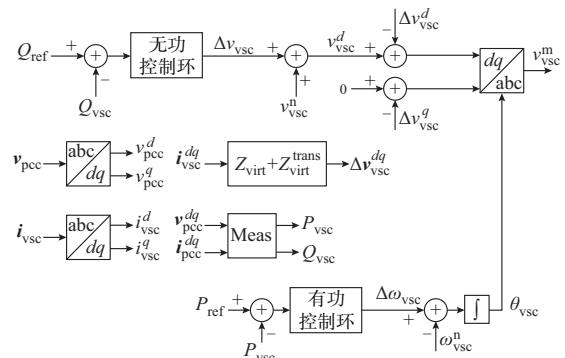 Q_ref + − Q_vsc 无功控制环 Δv_vsc + + v_vsc^n v_vsc^d + − Δv_vsc^d dq abc v_vsc^m
0 + − Δv_vsc^q
v_pcc abc dq v_pcc^d v_pcc^q i_vsc^dq Z_virt+Z_virt^trans Δv_vsc^dq
i_vsc abc dq i_vsc^d i_vsc^q v_pcc^dq i_pcc^dq Meas P_vsc Q_vsc
P_ref + − P_vsc 有功控制环 Δω_vsc + − ω_vsc^n ∫ θ_vsc